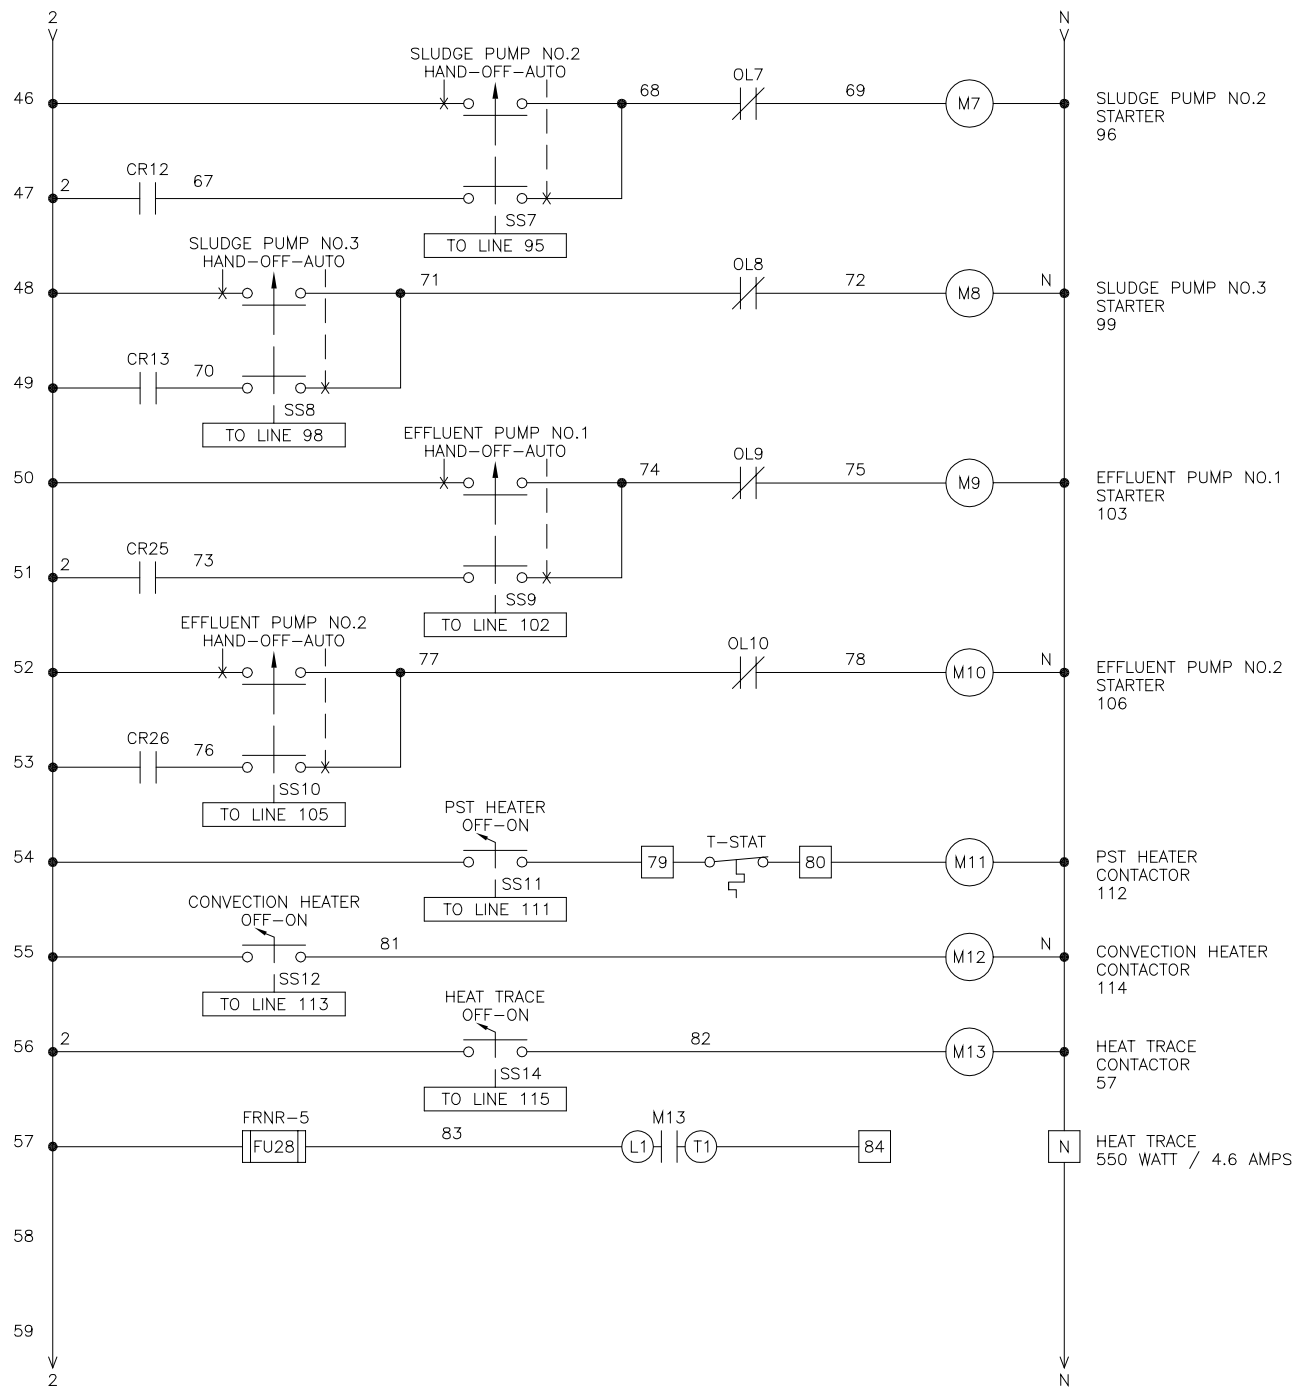 2
N
SLUDGE PUMP NO.2
HAND-OFF-AUTO
46
68
OL7
69
M7
SLUDGE PUMP NO.2
STARTER
96
47
2
CR12
67
SS7
TO LINE 95
SLUDGE PUMP NO.3
HAND-OFF-AUTO
48
71
OL8
72
M8
N
SLUDGE PUMP NO.3
STARTER
99
49
CR13
70
SS8
TO LINE 98
EFFLUENT PUMP NO.1
HAND-OFF-AUTO
50
74
OL9
75
M9
EFFLUENT PUMP NO.1
STARTER
103
51
2
CR25
73
SS9
TO LINE 102
EFFLUENT PUMP NO.2
HAND-OFF-AUTO
52
77
OL10
78
M10
N
EFFLUENT PUMP NO.2
STARTER
106
53
CR26
76
SS10
TO LINE 105
PST HEATER
OFF-ON
54
79
T-STAT
80
M11
PST HEATER
CONTACTOR
112
SS11
TO LINE 111
CONVECTION HEATER
OFF-ON
55
81
M12
N
CONVECTION HEATER
CONTACTOR
114
SS12
TO LINE 113
HEAT TRACE
OFF-ON
56
2
82
M13
HEAT TRACE
CONTACTOR
57
SS14
TO LINE 115
57
FRNR-5
FU28
83
L1
M13
T1
84
N
HEAT TRACE
550 WATT / 4.6 AMPS
58
59
2
N